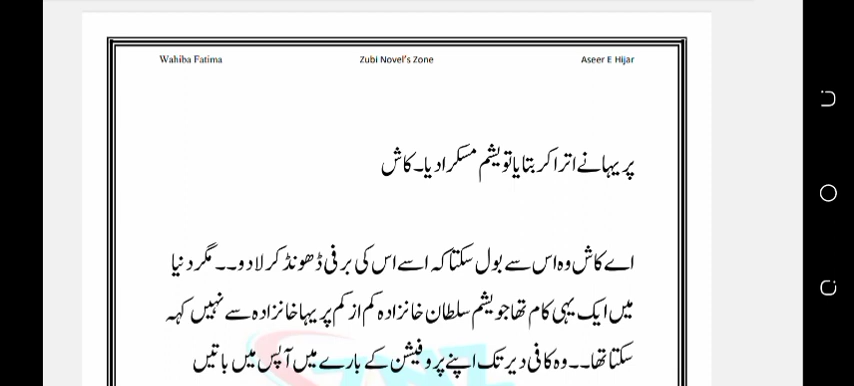 Wahiba Fatima Zubi Novel's Zone Aseer E Hijar
پریہا نے اترا کر بتایا تو یشم مسکرا دیا۔ کاش
اے کاش وہ اس سے بول سکتا کہ اسے اس کی برفی ڈھونڈ کر لا دو۔۔ مگر دنیا
میں ایک یہی کام تھا جو یشم سلطان خانزادہ کم از کم پریہا خانزادہ سے نہیں کہہ
سکتا تھا۔۔ وہ کافی دیر تک اپنے پروفیشن کے بارے میں آپس میں باتیں